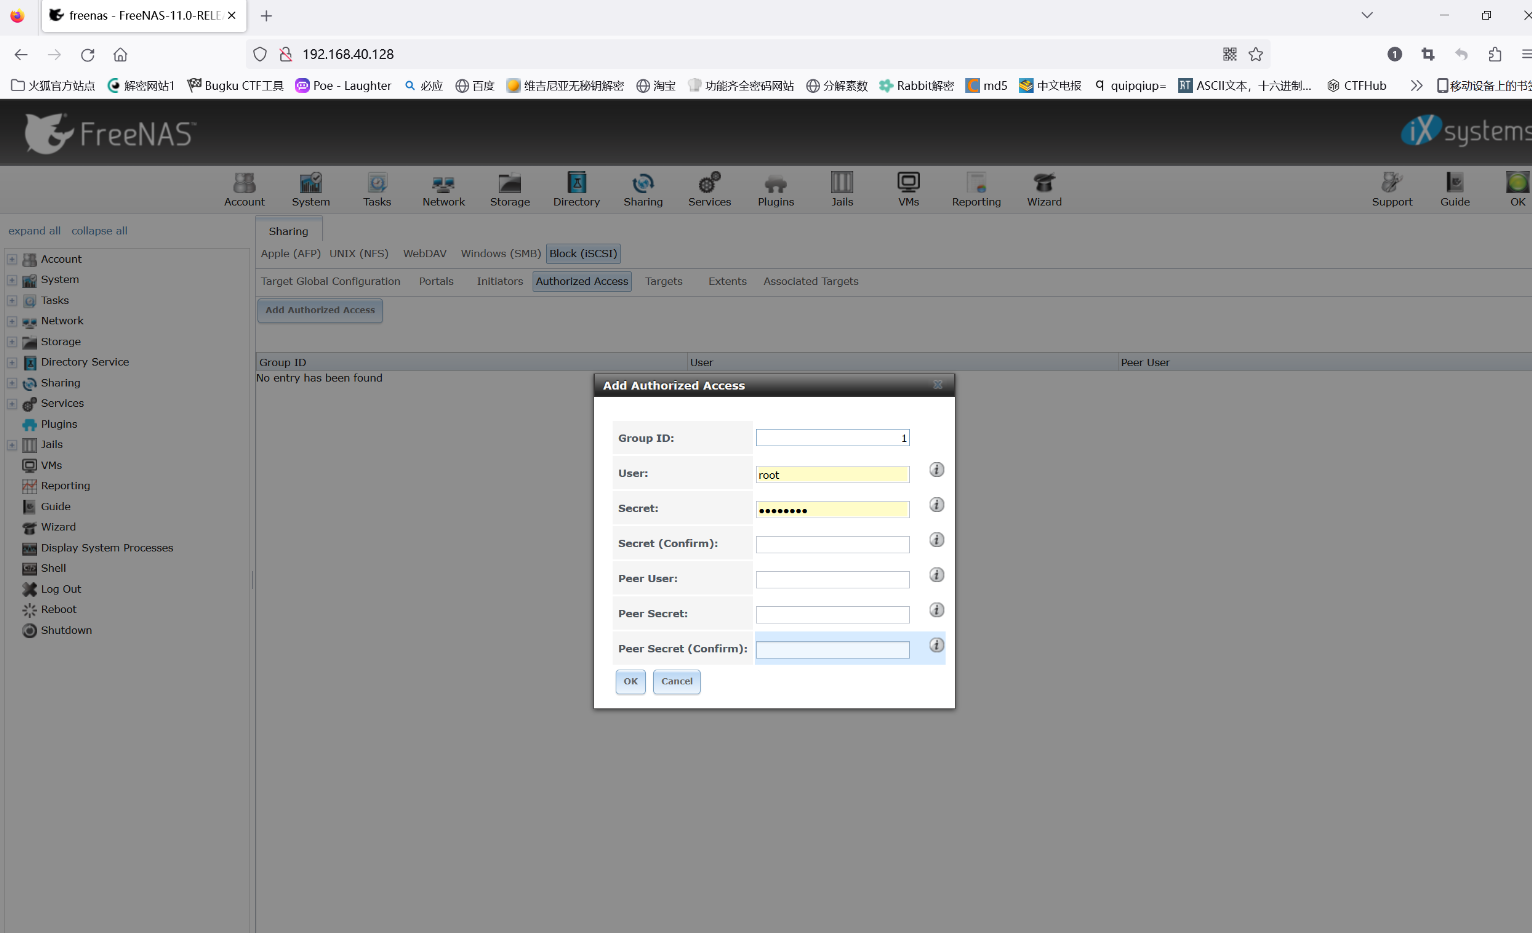 freenas - FreeNAS-11.0-RELE
192.168.40.128
1
火狐官方站点 解密网站1 Bugku CTF工具 Poe - Laughter 必应 百度 维吉尼亚无秘钥解密 淘宝 功能齐全密码网站 分解素数 Rabbit解密 md5 中文电报 quipqiup= ASCII文本，十六进制... CTFHub 移动设备上的书签
FreeNAS™
iXsystems
Account System Tasks Network Storage Directory Sharing Services Plugins Jails VMs Reporting Wizard Support Guide OK
expand all collapse all
Sharing
Apple (AFP) UNIX (NFS) WebDAV Windows (SMB) Block (iSCSI)
Target Global Configuration Portals Initiators Authorized Access Targets Extents Associated Targets
Add Authorized Access
Group ID User Peer User
No entry has been found
Account
System
Tasks
Network
Storage
Directory Service
Sharing
Services
Plugins
Jails
VMs
Reporting
Guide
Wizard
Display System Processes
Shell
Log Out
Reboot
Shutdown
Add Authorized Access
Group ID: 1
User: root
Secret: ••••••••
Secret (Confirm):
Peer User:
Peer Secret:
Peer Secret (Confirm):
OK Cancel